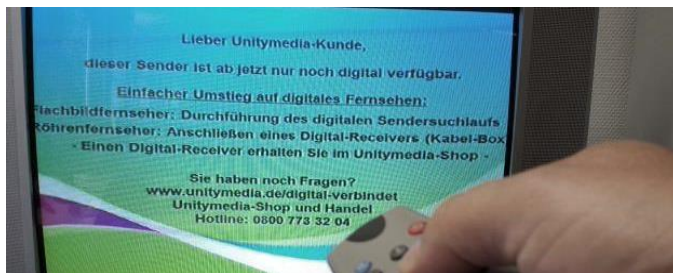 Lieber Unitymedia-Kunde,
dieser Sender ist ab jetzt nur noch digital verfügbar.
Einfacher Umstieg auf digitales Fernsehen:
Flachbildfernseher: Durchführung des digitalen Sendersuchlaufs
Röhrenfernseher: Anschließen eines Digital-Receivers (Kabel-Box
- Einen Digital-Receiver erhalten Sie im Unitymedia-Shop -
Sie haben noch Fragen?
www.unitymedia.de/digital-verbindet
Unitymedia-Shop und Handel
Hotline: 0800 773 32 04